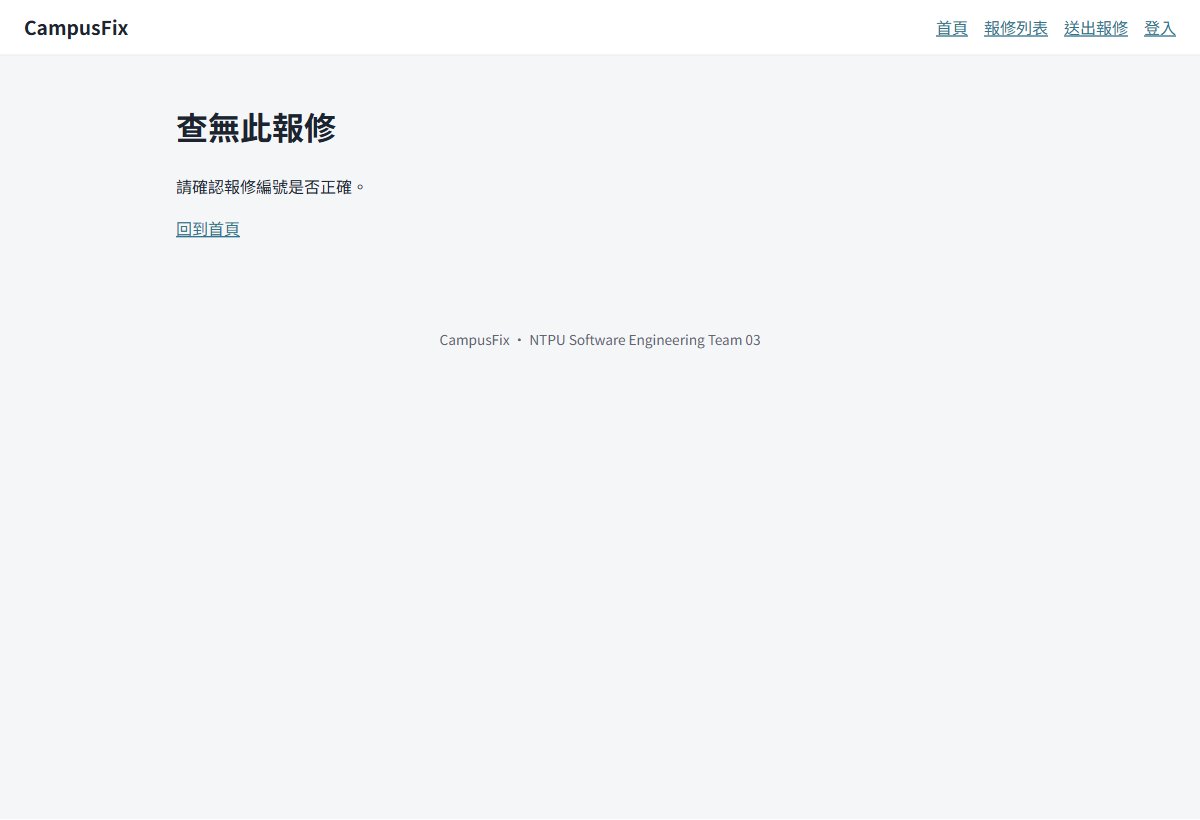 CampusFix
首頁 報修列表 送出報修 登入
查無此報修
請確認報修編號是否正確。
回到首頁
CampusFix ・ NTPU Software Engineering Team 03